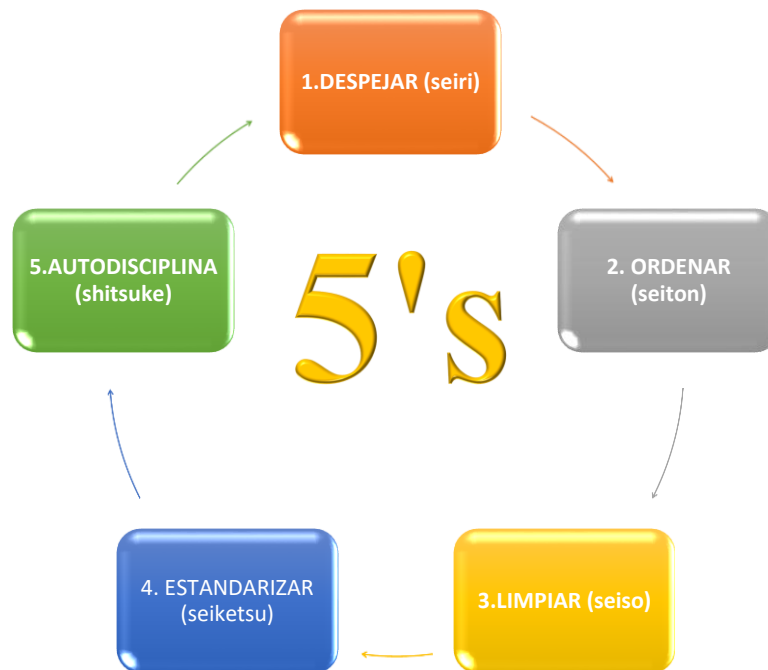 1.DESPEJAR (seiri)
2. ORDENAR
(seiton)
3.LIMPIAR (seiso)
4. ESTANDARIZAR
(seiketsu)
5.AUTODISCIPLINA
(shitsuke)
5's